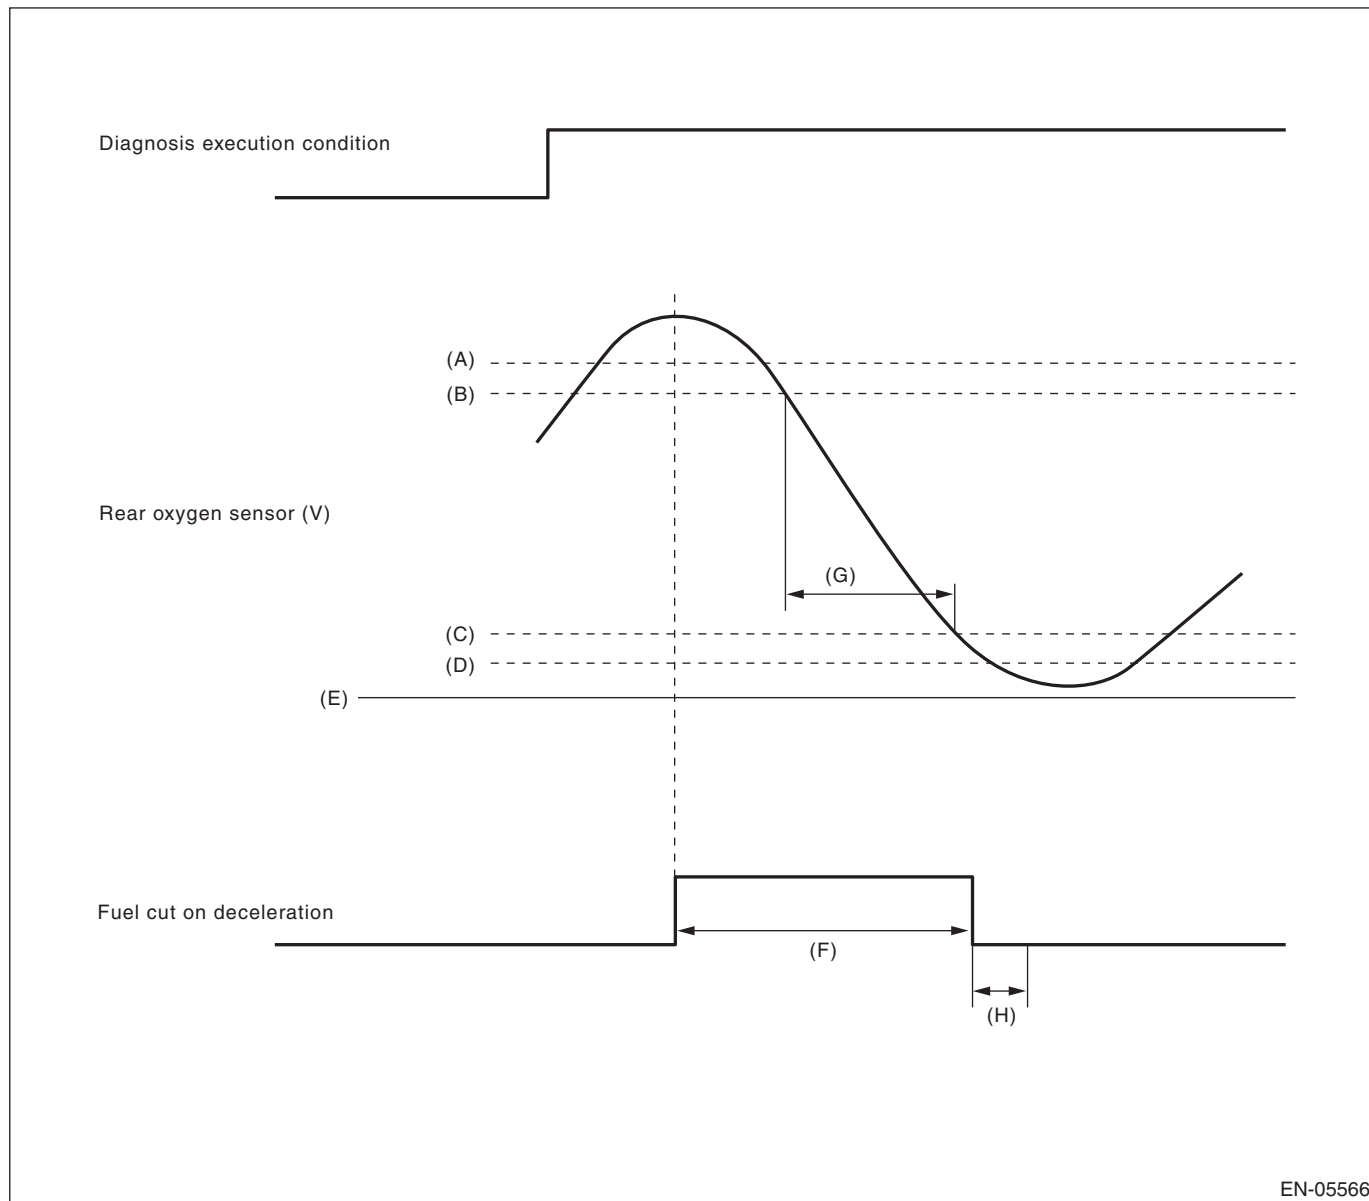 Diagnosis execution condition
(A)
(B)
Rear oxygen sensor (V)
(G)
(C)
(D)
(E)
Fuel cut on deceleration
(F)
(H)
EN-05566